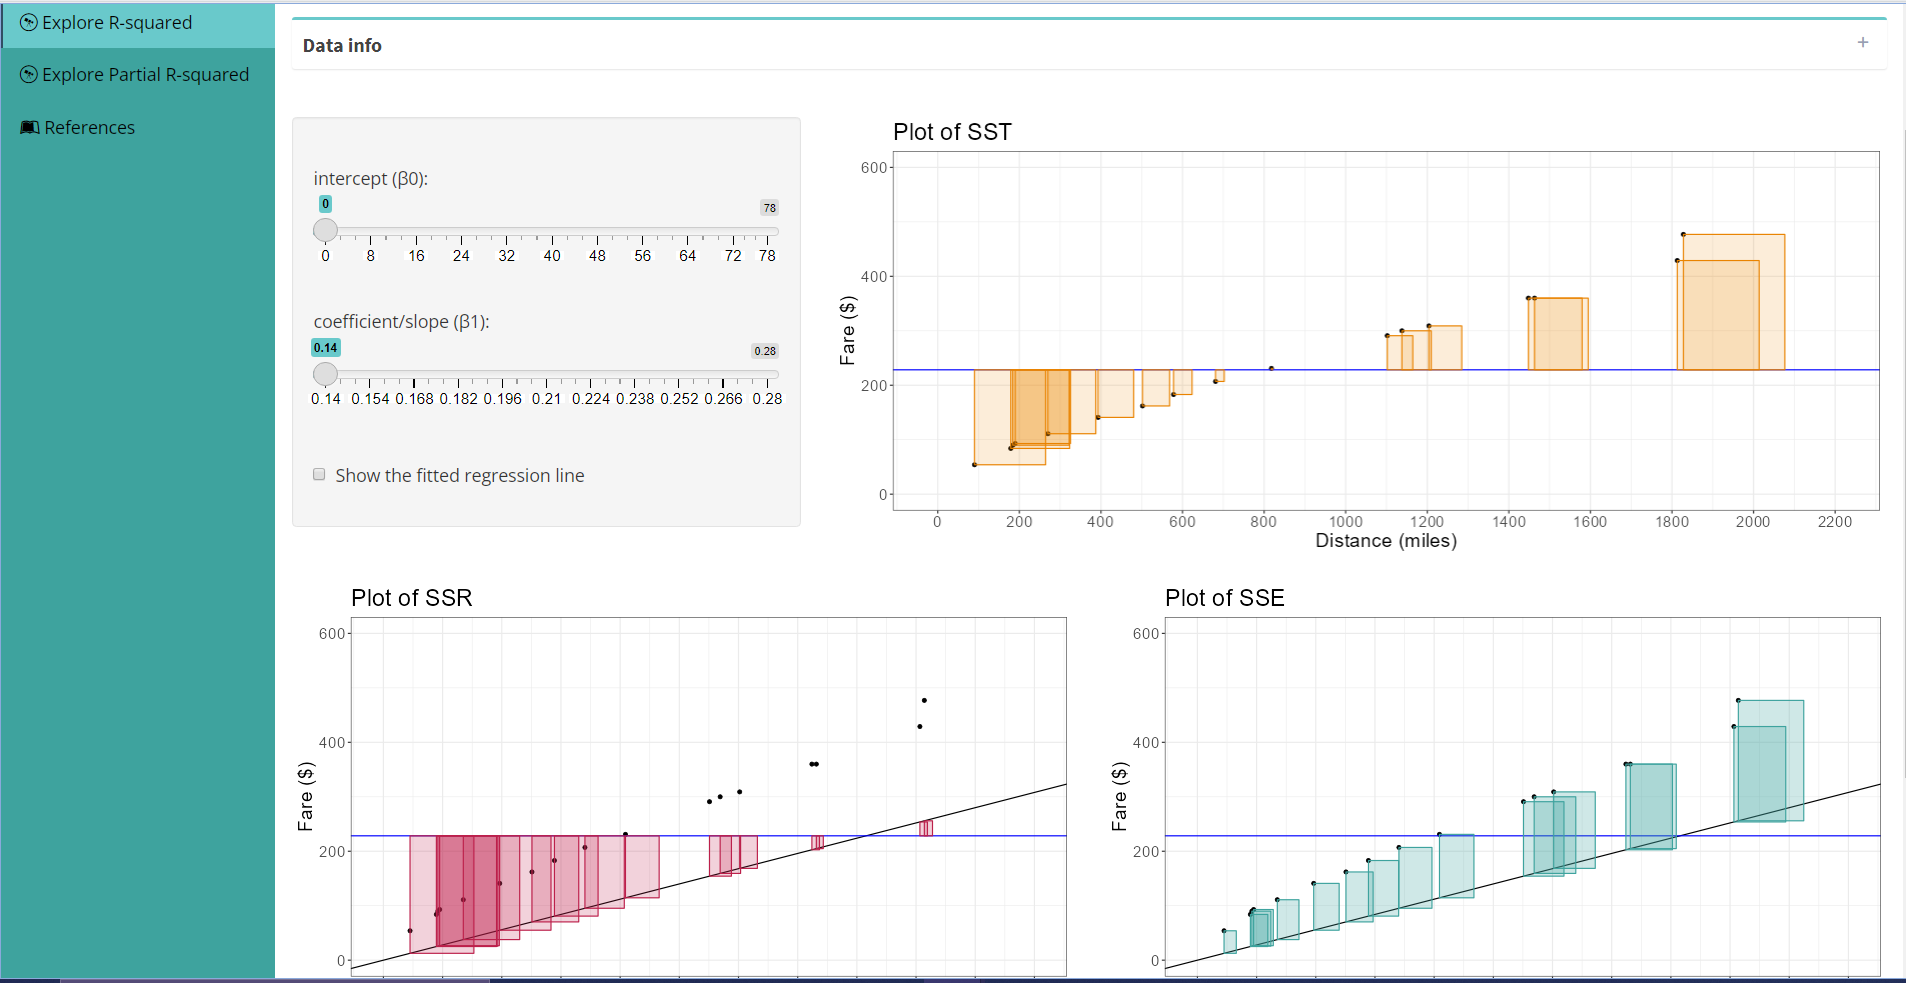 Explore R-squared
Explore Partial R-squared
References
Data info
+
intercept (β0):
0
78
0 8 16 24 32 40 48 56 64 72 78
coefficient/slope (β1):
0.14
0.28
0.14 0.154 0.168 0.182 0.196 0.21 0.224 0.238 0.252 0.266 0.28
Show the fitted regression line
Plot of SST
600
400
200
0
Fare ($)
0 200 400 600 800 1000 1200 1400 1600 1800 2000 2200
Distance (miles)
Plot of SSR
600
400
200
0
Fare ($)
Plot of SSE
600
400
200
0
Fare ($)